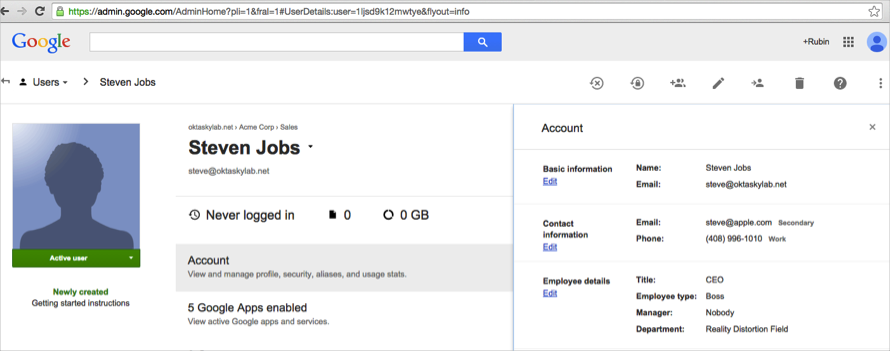 https://admin.google.com/AdminHome?pli=1&fral=1#UserDetails:user=1ljsd9k12mwtye&flyout=info
Google
+Rubin
Users
Steven Jobs
oktaskylab.net › Acme Corp › Sales
Steven Jobs
steve@oktaskylab.net
Never logged in
0
0 GB
Active user
Newly created
Getting started instructions
Account
View and manage profile, security, aliases, and usage stats.
5 Google Apps enabled
View active Google apps and services.
Account
×
Basic information
Edit
Name: Steven Jobs
Email: steve@oktaskylab.net
Contact
information
Edit
Email: steve@apple.com Secondary
Phone: (408) 996-1010 Work
Employee details
Edit
Title: CEO
Employee type: Boss
Manager: Nobody
Department: Reality Distortion Field